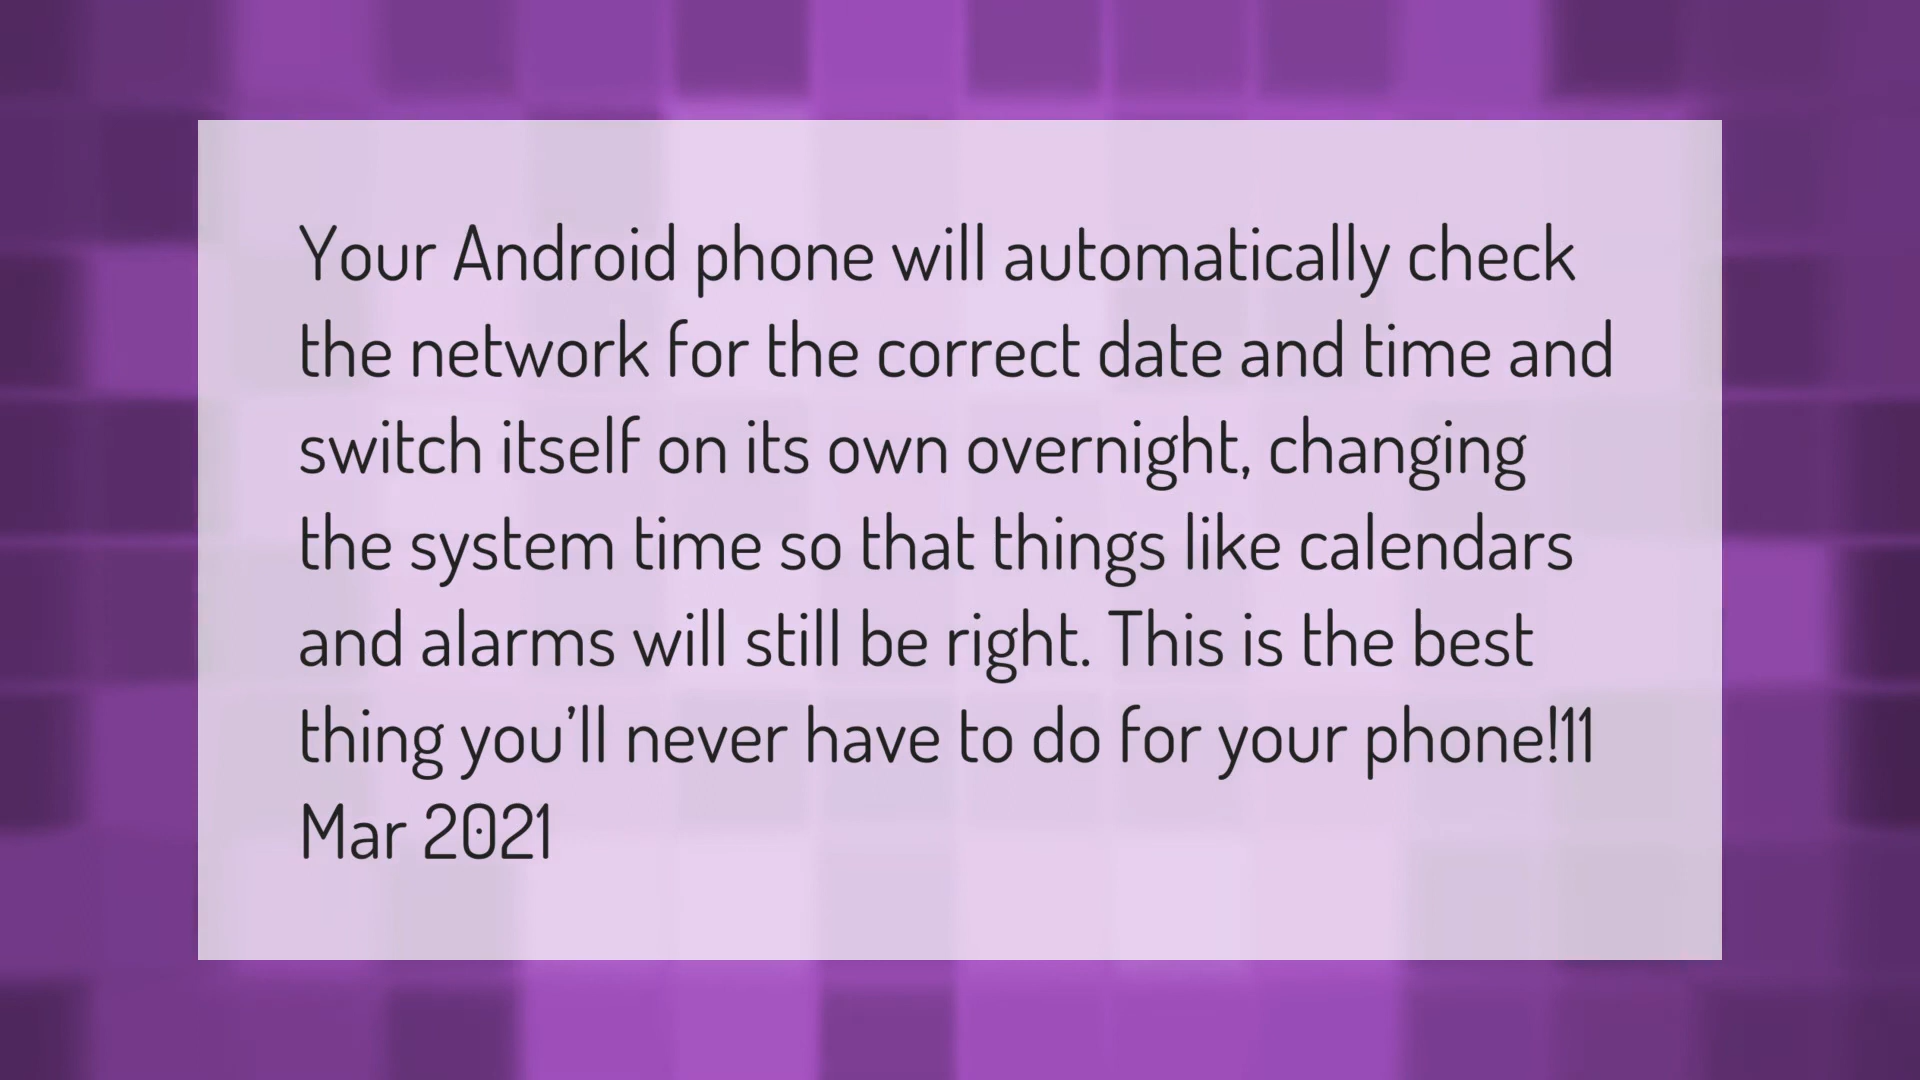 Your Android phone will automatically check
the network for the correct date and time and
switch itself on its own overnight, changing
the system time so that things like calendars
and alarms will still be right. This is the best
thing you’ll never have to do for your phone!11
Mar 2021